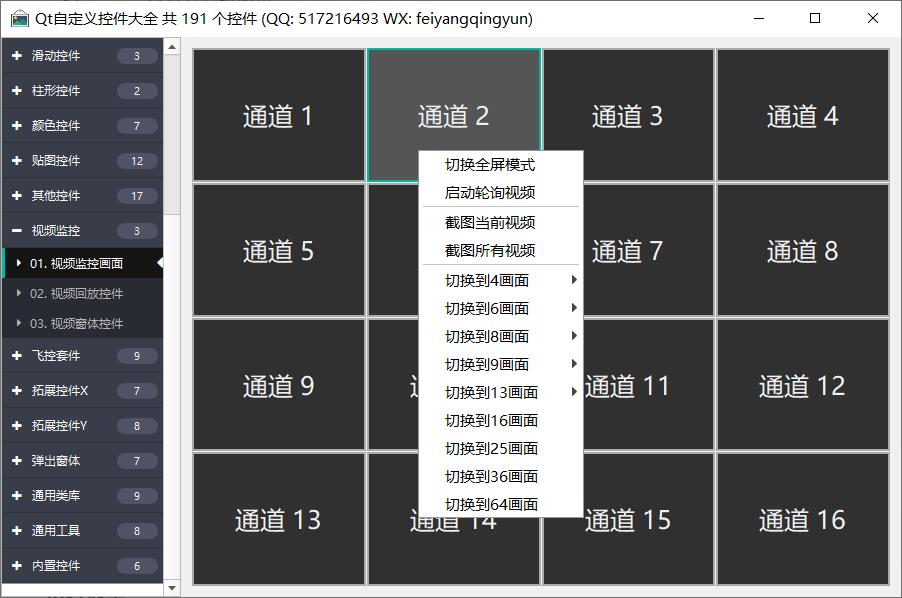 Qt自定义控件大全 共 191 个控件 (QQ: 517216493 WX: feiyangqingyun)
滑动控件 3
柱形控件 2
颜色控件 7
贴图控件 12
其他控件 17
视频监控 3
01. 视频监控画面
02. 视频回放控件
03. 视频窗体控件
飞控套件 9
拓展控件X 7
拓展控件Y 8
弹出窗体 7
通用类库 9
通用工具 8
内置控件 6
通道 1
通道 2
通道 3
通道 4
通道 5
通道 7
通道 8
通道 9
通道 11
通道 12
通道 13
通道 14
通道 15
通道 16
切换全屏模式
启动轮询视频
截图当前视频
截图所有视频
切换到4画面
切换到6画面
切换到8画面
切换到9画面
切换到13画面
切换到16画面
切换到25画面
切换到36画面
切换到64画面